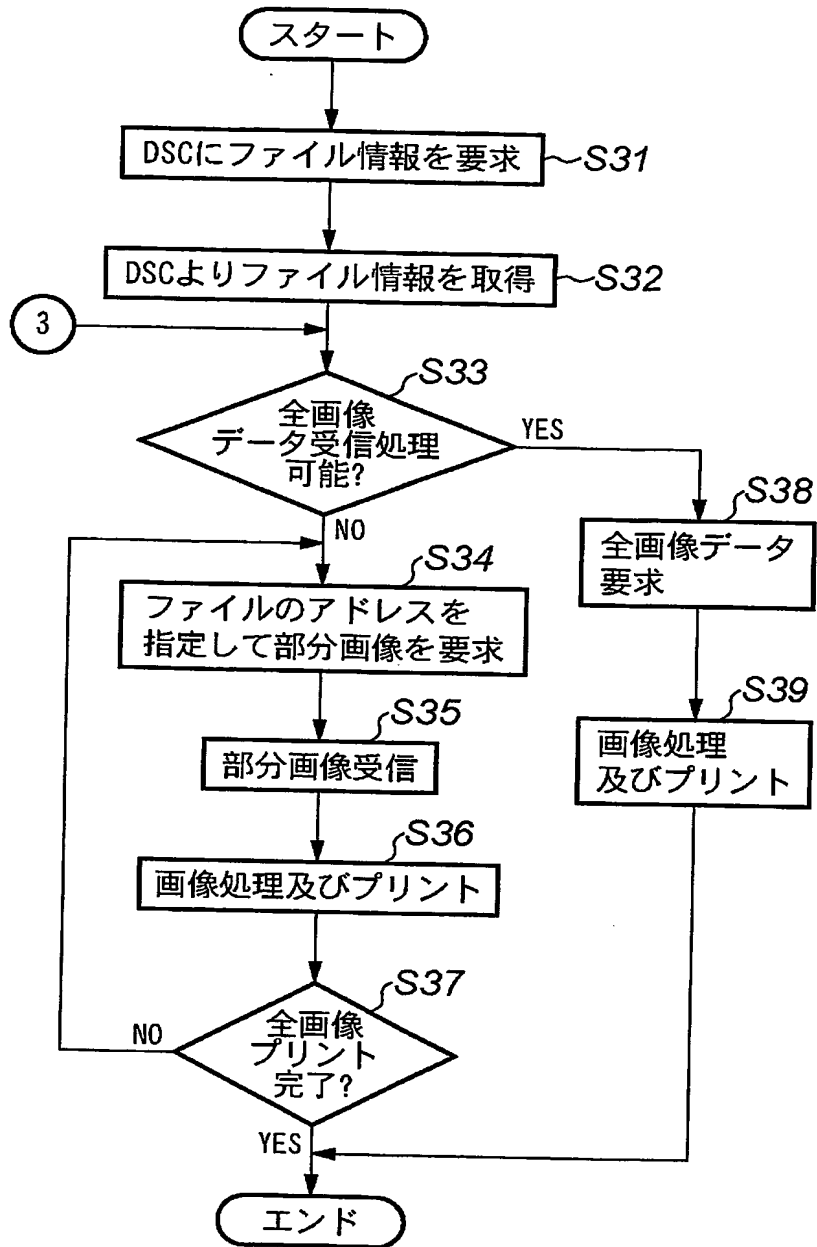 スタート
DSCにファイル情報を要求
S31
DSCよりファイル情報を取得
S32
3
S33
全画像
データ受信処理
可能?
YES
NO
S38
全画像データ
要求
S34
ファイルのアドレスを
指定して部分画像を要求
S39
画像処理
及びプリント
S35
部分画像受信
S36
画像処理及びプリント
S37
全画像
プリント
完了?
NO
YES
エンド